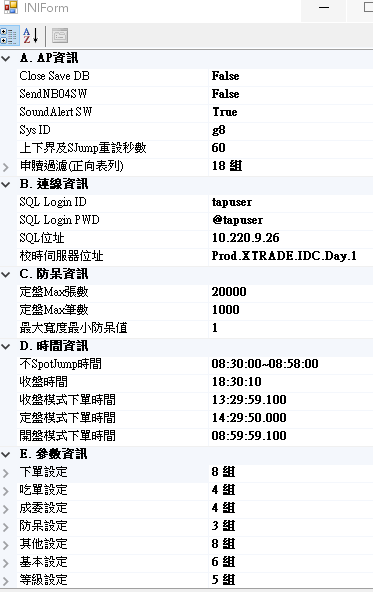 INIForm
A. AP資訊
Close Save DB False
SendNB04SW False
SoundAlert SW True
Sys ID g8
上下界及SJump重設秒數 60
申贖過濾(正向表列) 18 組
B. 連線資訊
SQL Login ID tapuser
SQL Login PWD @tapuser
SQL位址 10.220.9.26
校時伺服器位址 Prod.XTRADE.IDC.Day.1
C. 防呆資訊
定盤Max張數 20000
定盤Max筆數 1000
最大寬度最小防呆值 1
D. 時間資訊
不SpotJump時間 08:30:00~08:58:00
收盤時間 18:30:10
收盤模式下單時間 13:29:59.100
定盤模式下單時間 14:29:50.000
開盤模式下單時間 08:59:59.100
E. 參數資訊
下單設定 8 組
吃單設定 4 組
成委設定 4 組
防呆設定 3 組
其他設定 8 組
基本設定 6 組
等級設定 5 組